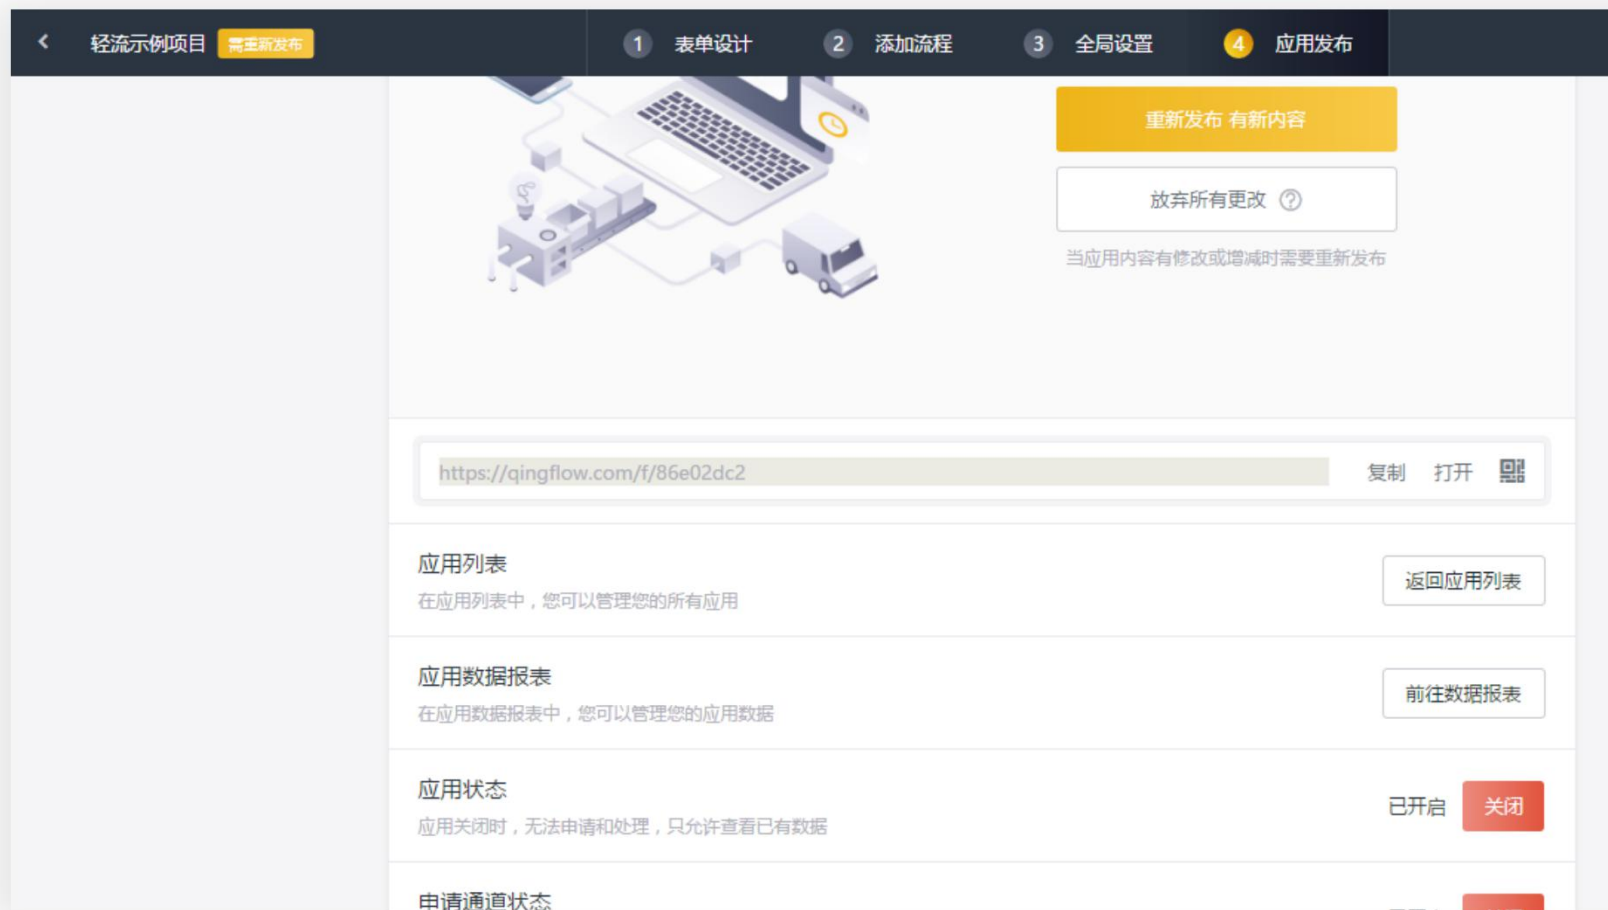 轻流示例项目 需重新发布
1 表单设计 2 添加流程 3 全局设置 4 应用发布
重新发布 有新内容
放弃所有更改 ?
当应用内容有修改或增减时需要重新发布
https://qingflow.com/f/86e02dc2 复制 打开
应用列表
在应用列表中，您可以管理您的所有应用
返回应用列表
应用数据报表
在应用数据报表中，您可以管理您的应用数据
前往数据报表
应用状态
应用关闭时，无法申请和处理，只允许查看已有数据
已开启 关闭
申请通道状态